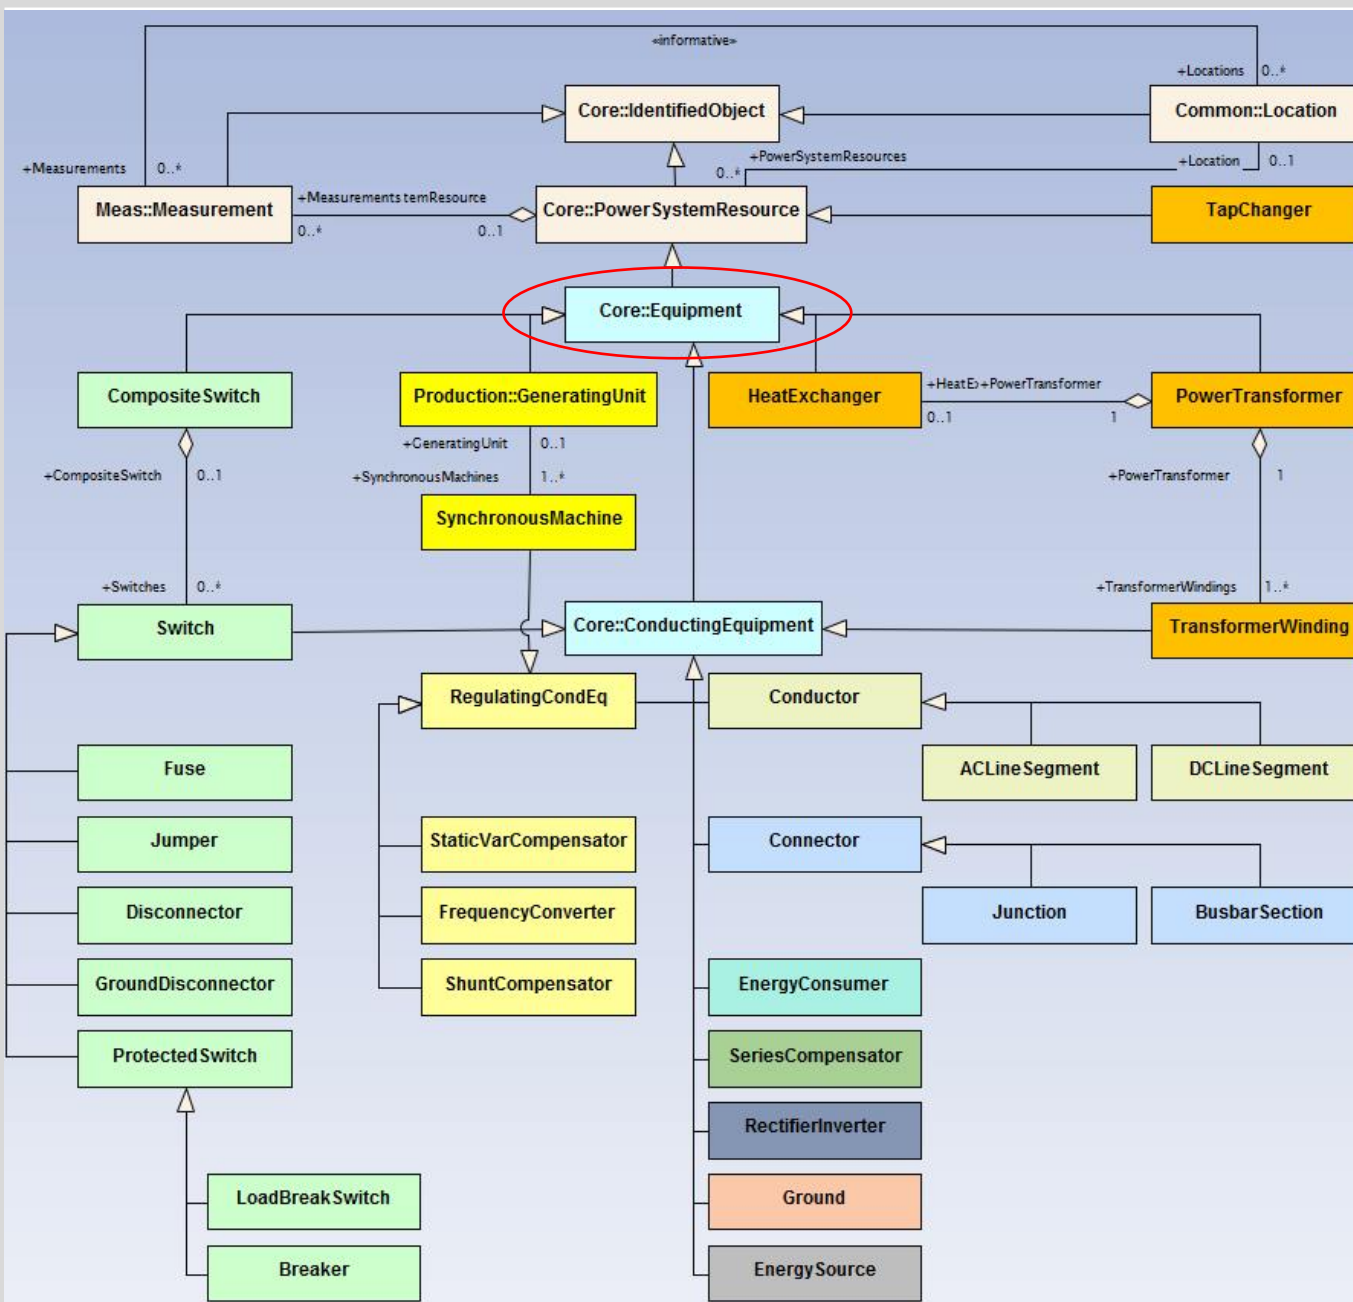 «informative»
+Locations 0..*
Core::IdentifiedObject
Common::Location
+Measurements 0..*
+PowerSystemResources
0..*
+Location 0..1
Meas::Measurement
+Measurements temResource
0..* 0..1
Core::PowerSystemResource
TapChanger
Core::Equipment
CompositeSwitch
Production::GeneratingUnit
HeatExchanger
+HeatE>+PowerTransformer
0..1 1
PowerTransformer
+GeneratingUnit 0..1
+CompositeSwitch 0..1
+SynchronousMachines 1..*
+PowerTransformer 1
SynchronousMachine
+Switches 0..*
+TransformerWindings 1..*
Switch
Core::ConductingEquipment
TransformerWinding
RegulatingCondEq
Conductor
Fuse
ACLineSegment
DCLineSegment
Jumper
StaticVarCompensator
Connector
Disconnector
FrequencyConverter
Junction
BusbarSection
GroundDisconnector
ShuntCompensator
EnergyConsumer
ProtectedSwitch
SeriesCompensator
RectifierInverter
LoadBreakSwitch
Ground
Breaker
EnergySource